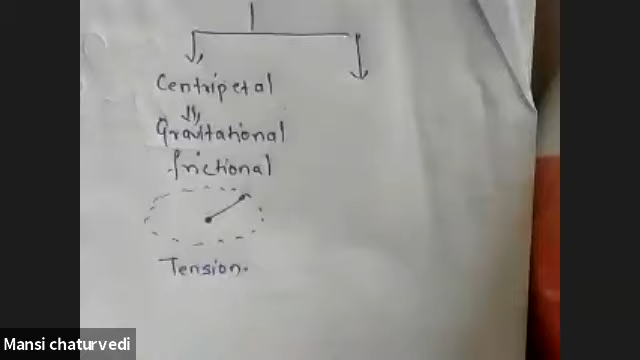 Centripetal
Gravitational
frictional
Tension.
Mansi chaturvedi